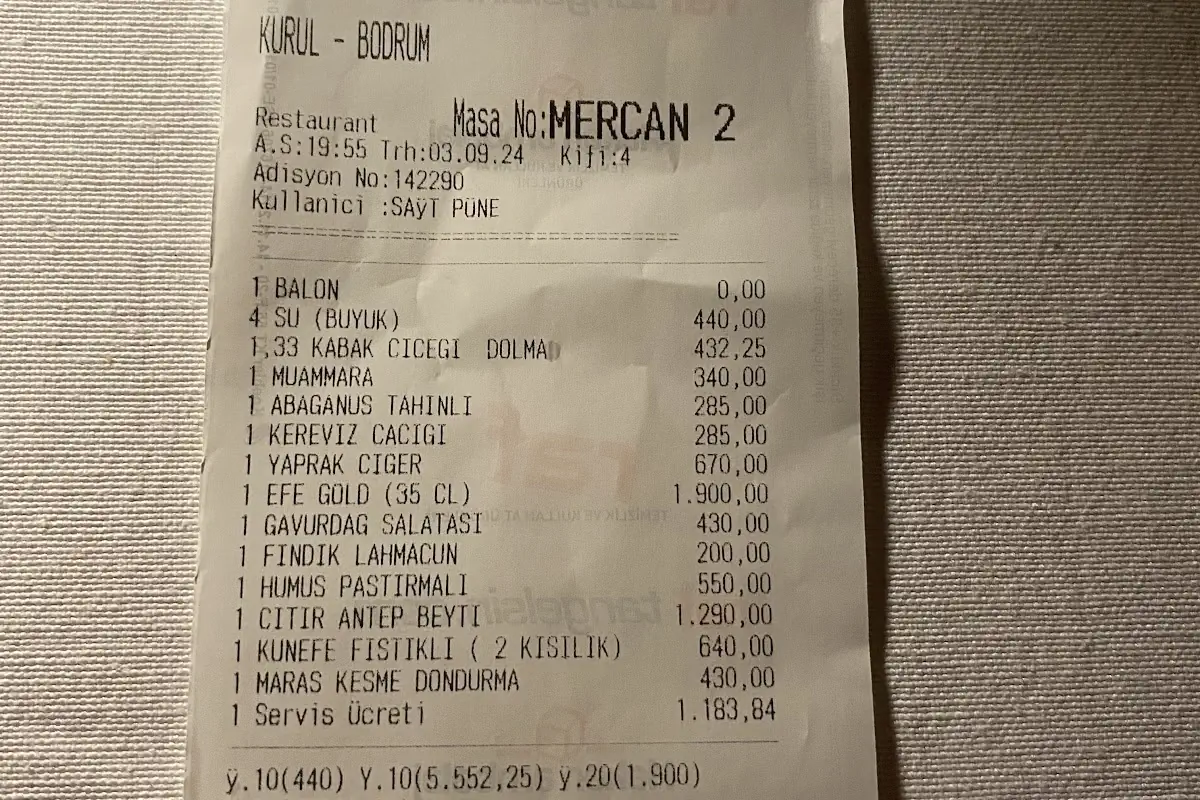 KURUL - BODRUM
Restaurant Masa No:MERCAN 2
A.S:19:55 Trh:03.09.24 Kifi:4
Adisyon No:142290
Kullanici :SAÿT PÜNE
1 BALON 0,00
4 SU (BUYUK) 440,00
1,33 KABAK CICEGI DOLMA 432,25
1 MUAMMARA 340,00
1 ABAGANUS TAHINLI 285,00
1 KEREVIZ CACIGI 285,00
1 YAPRAK CIGER 670,00
1 EFE GOLD (35 CL) 1.900,00
1 GAVURDAG SALATASI 430,00
1 FINDIK LAHMACUN 200,00
1 HUMUS PASTIRMALI 550,00
1 CITIR ANTEP BEYTI 1.290,00
1 KUNEFE FISTIKLI ( 2 KISILIK) 640,00
1 MARAS KESME DONDURMA 430,00
1 Servis Ücreti 1.183,84
ÿ.10(440) Y.10(5.552,25) ÿ.20(1.900)